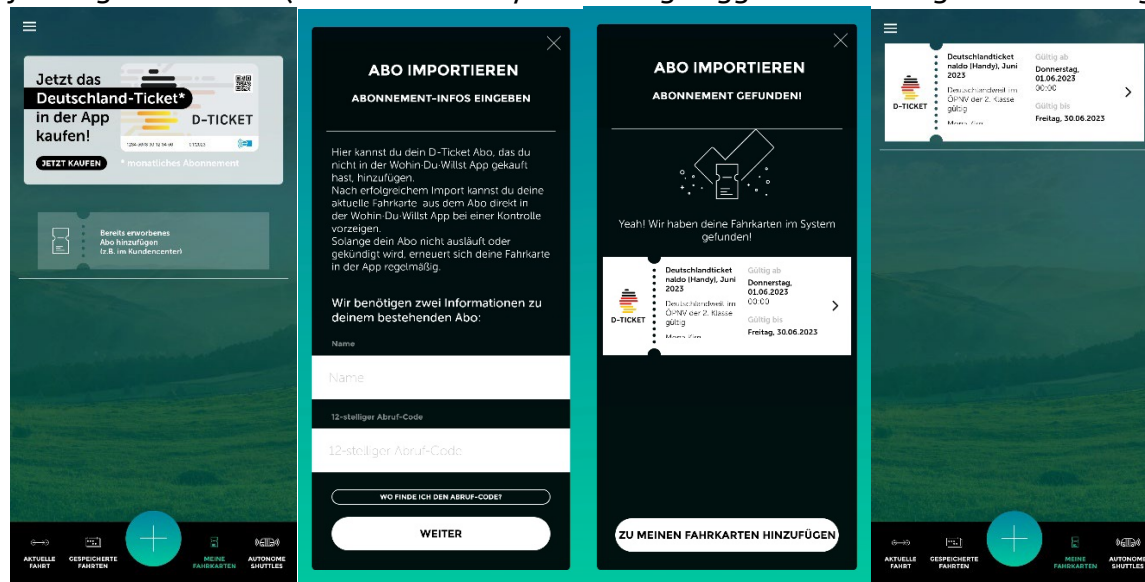 Jetzt das
Deutschland-Ticket*
in der App
kaufen!
D-TICKET
JETZT KAUFEN
* monatliches Abonnement
Bereits erworbenes
Abo hinzufügen
(z.B. im Kundencenter)
AKTUELLE
FAHRT
GESPEICHERTE
FAHRTEN
MEINE
FAHRKARTEN
AUTONOME
SHUTTLES
ABO IMPORTIEREN
ABONNEMENT-INFOS EINGEBEN
Hier kannst du dein D-Ticket Abo, das du
nicht in der Wohin·Du·Willst App gekauft
hast, hinzufügen.
Nach erfolgreichem Import kannst du deine
aktuelle Fahrkarte aus dem Abo direkt in
der Wohin·Du·Willst App bei einer Kontrolle
vorzeigen.
Solange dein Abo nicht ausläuft oder
gekündigt wird, erneuert sich deine Fahrkarte
in der App regelmäßig.
Wir benötigen zwei Informationen zu
deinem bestehenden Abo:
Name
Name
12-stelliger Abruf-Code
12-stelliger Abruf-Code
WO FINDE ICH DEN ABRUF-CODE?
WEITER
ABO IMPORTIEREN
ABONNEMENT GEFUNDEN!
Yeah! Wir haben deine Fahrkarten im System
gefunden!
D-TICKET
Deutschlandticket
naldo (Handy), Juni
2023
Deutschlandweit im
ÖPNV der 2. Klasse
gültig
Gültig ab
Donnerstag,
01.06.2023
00:00
Gültig bis
Freitag, 30.06.2023
ZU MEINEN FAHRKARTEN HINZUFÜGEN
D-TICKET
Deutschlandticket
naldo (Handy), Juni
2023
Deutschlandweit im
ÖPNV der 2. Klasse
gültig
Gültig ab
Donnerstag,
01.06.2023
00:00
Gültig bis
Freitag, 30.06.2023
AKTUELLE
FAHRT
GESPEICHERTE
FAHRTEN
MEINE
FAHRKARTEN
AUTONOME
SHUTTLES